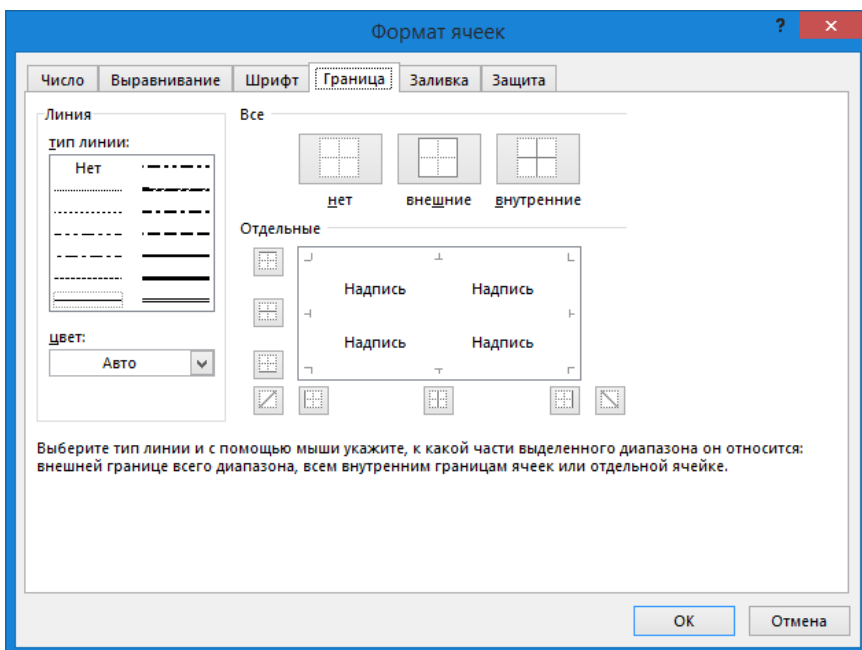 Формат ячеек
?
×
Число Выравнивание Шрифт Граница Заливка Защита
Линия
тип линии:
Нет
цвет:
Авто
Все
нет внешние внутренние
Отдельные
Надпись Надпись
Надпись Надпись
Выберите тип линии и с помощью мыши укажите, к какой части выделенного диапазона он относится:
внешней границе всего диапазона, всем внутренним границам ячеек или отдельной ячейке.
ОК Отмена